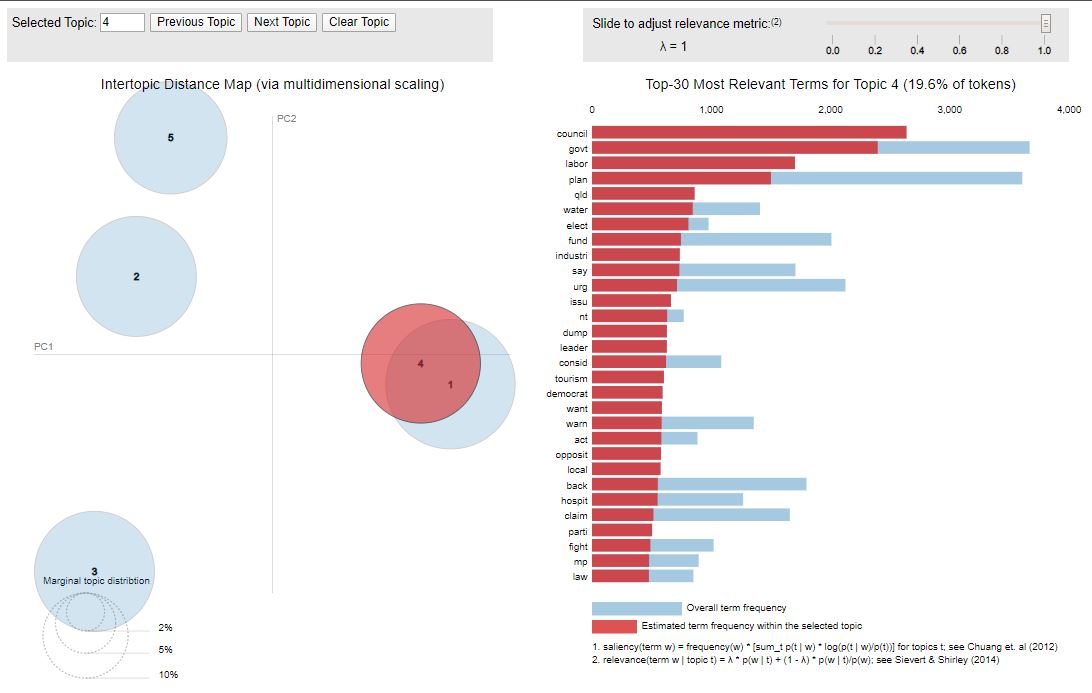 Selected Topic: 4 Previous Topic Next Topic Clear Topic
Slide to adjust relevance metric:(2)
λ = 1
0.0 0.2 0.4 0.6 0.8 1.0
Intertopic Distance Map (via multidimensional scaling)
PC2
PC1
5
2
4
1
3
Marginal topic distribtion
2%
5%
10%
Top-30 Most Relevant Terms for Topic 4 (19.6% of tokens)
0 1,000 2,000 3,000 4,000
council
govt
labor
plan
qld
water
elect
fund
industri
say
urg
issu
nt
dump
leader
consid
tourism
democrat
want
warn
act
opposit
local
back
hospit
claim
parti
fight
mp
law
Overall term frequency
Estimated term frequency within the selected topic
1. saliency(term w) = frequency(w) * [sum_t p(t | w) * log(p(t | w)/p(t))] for topics t; see Chuang et. al (2012)
2. relevance(term w | topic t) = λ * p(w | t) + (1 - λ) * p(w | t)/p(w); see Sievert & Shirley (2014)